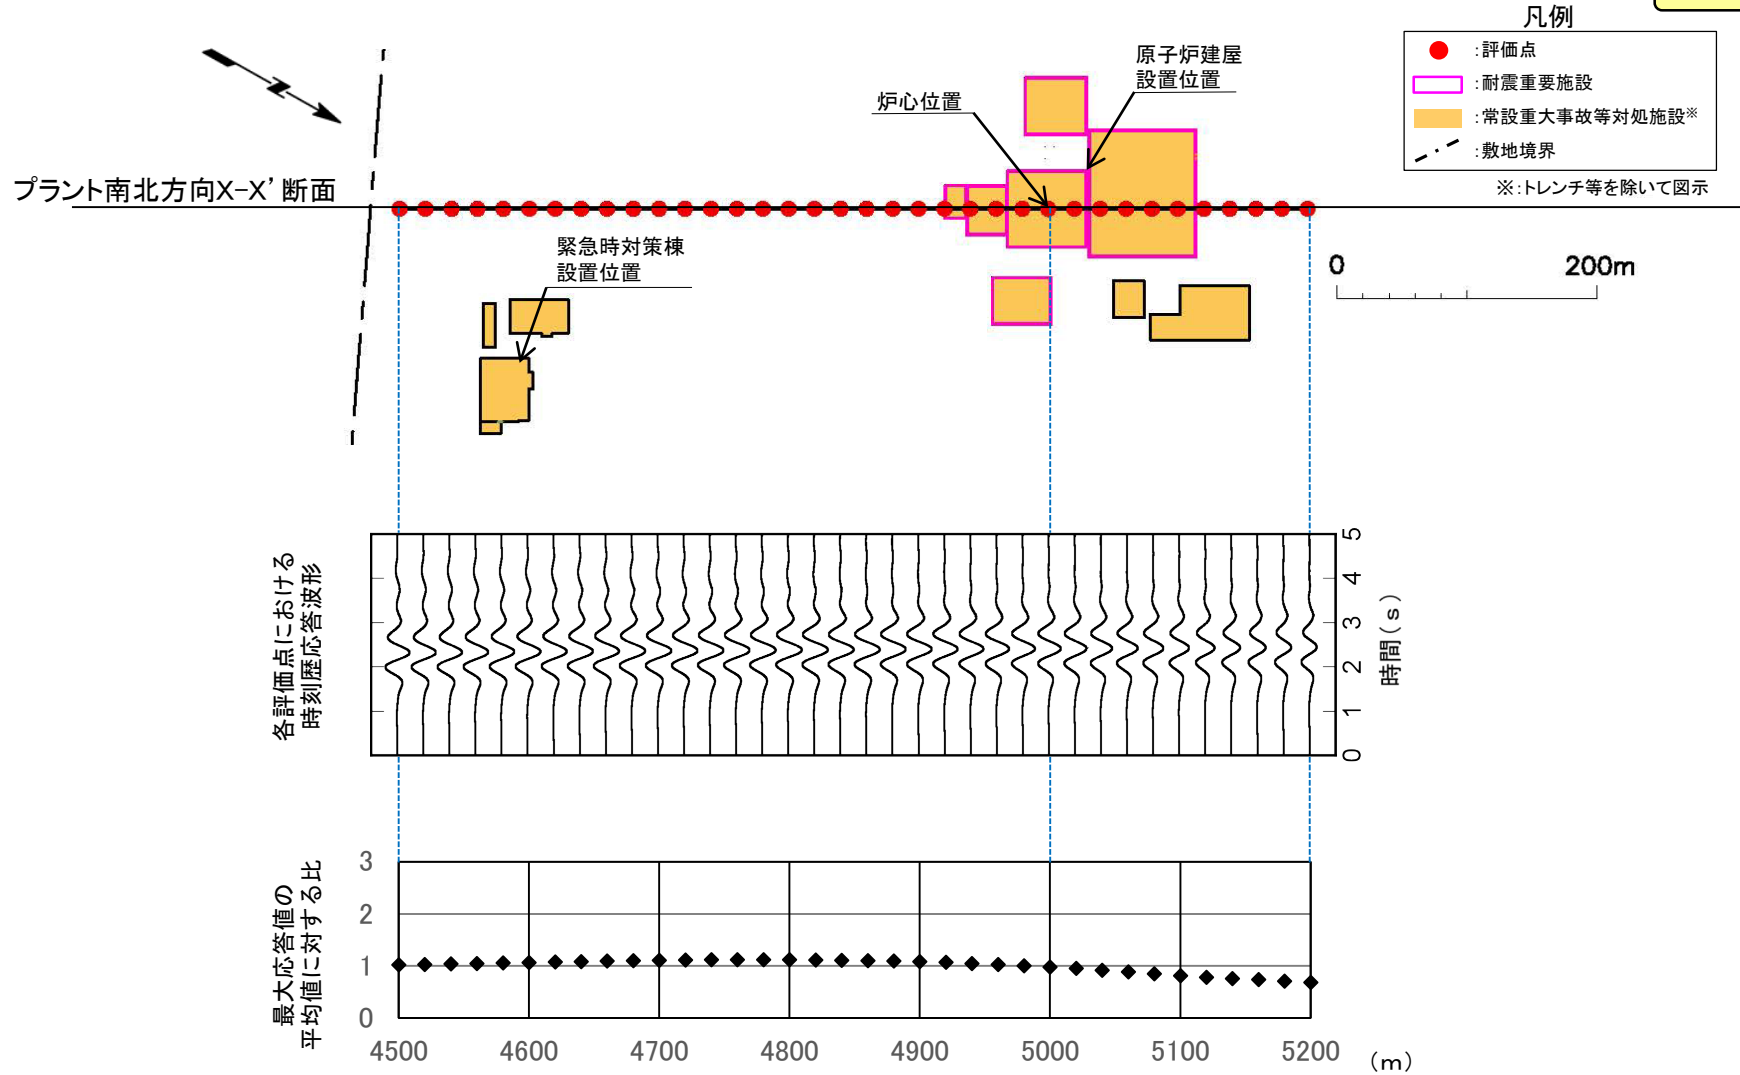 凡例
:評価点
:耐震重要施設
:常設重大事故等対処施設※
:敷地境界
※:トレンチ等を除いて図示
原子炉建屋
設置位置
炉心位置
プラント南北方向X-X’断面
緊急時対策棟
設置位置
0 200m
各評価点における
時刻歴応答波形
0 1 2 3 4 5
時間(s)
最大応答値の
平均値に対する比
3
2
1
0
4500 4600 4700 4800 4900 5000 5100 5200 (m)